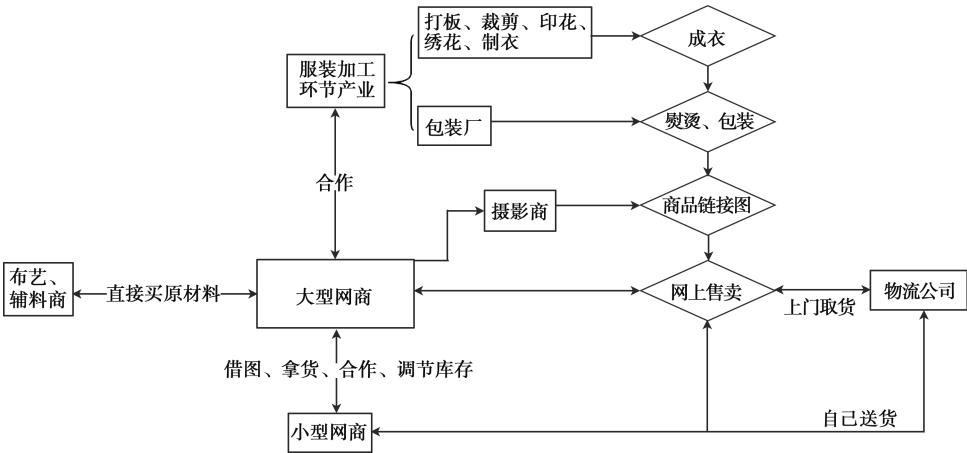 打板、裁剪、印花、
绣花、制衣
成衣
服装加工
环节产业
包装厂
熨烫、包装
合作
摄影商
商品链接图
布艺、
辅料商
直接买原材料
大型网商
网上售卖
上门取货
物流公司
借图、拿货、合作、调节库存
小型网商
自己送货